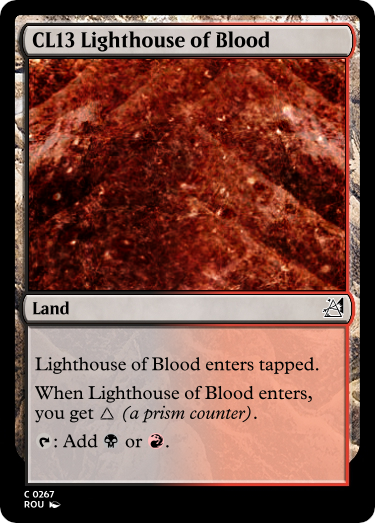 CL13 Lighthouse of Blood
Land
Lighthouse of Blood enters tapped.
When Lighthouse of Blood enters,
you get △ (a prism counter).
: Add or .
C 0267
ROU